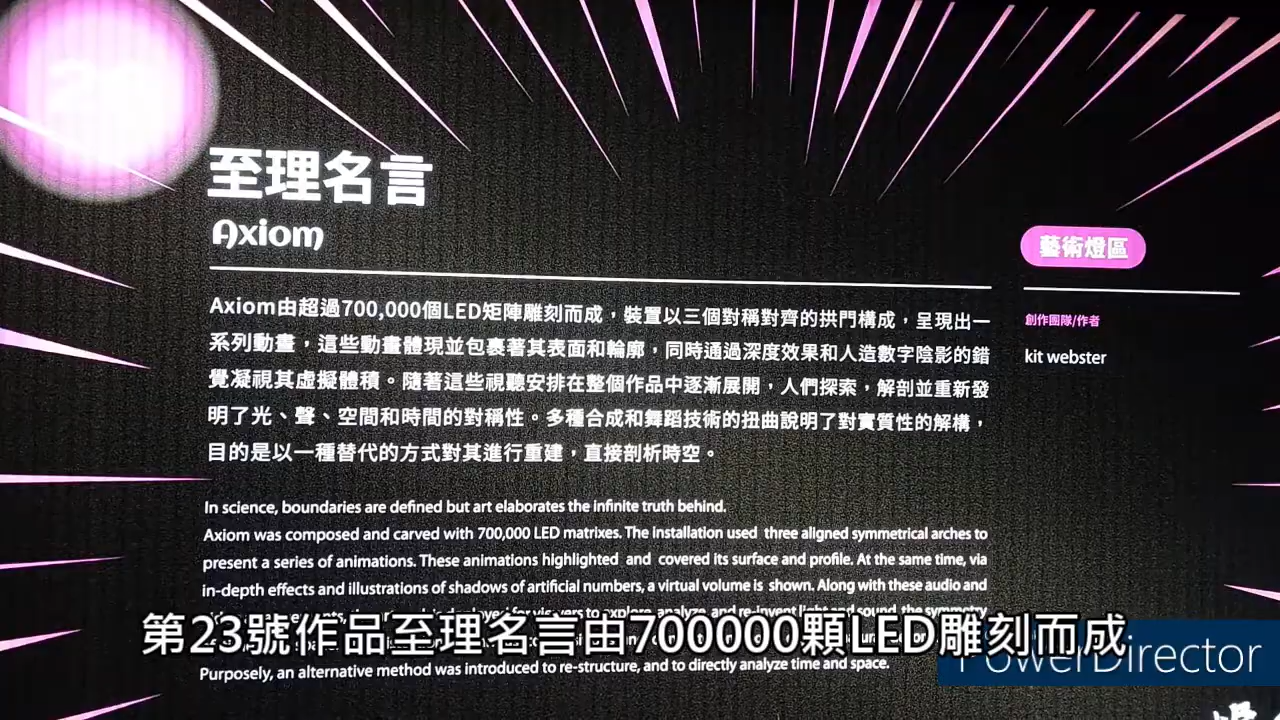 至理名言
Axiom
藝術燈區
創作團隊/作者
kit webster
Axiom由超過700,000個LED矩陣雕刻而成，裝置以三個對稱對齊的拱門構成，呈現出一
系列動畫，這些動畫體現並包裹著其表面和輪廓，同時通過深度效果和人造數字陰影的錯
覺凝視其虛擬體積。隨著這些視聽安排在整個作品中逐漸展開，人們探索，解剖並重新發
明了光、聲、空間和時間的對稱性。多種合成和舞蹈技術的扭曲說明了對實質性的解構，
目的是以一種替代的方式對其進行重建，直接剖析時空。
In science, boundaries are defined but art elaborates the infinite truth behind.
Axiom was composed and carved with 700,000 LED matrixes. The installation used three aligned symmetrical arches to
present a series of animations. These animations highlighted and covered its surface and profile. At the same time, via
in-depth effects and illustrations of shadows of artificial numbers, a virtual volume is shown. Along with these audio and
for viewers to explore, analyze, and re-invent light and sound, the symmetry
第23號作品至理名言由700000顆LED雕刻而成
PowerDirector
Purposely, an alternative method was introduced to re-structure, and to directly analyze time and space.